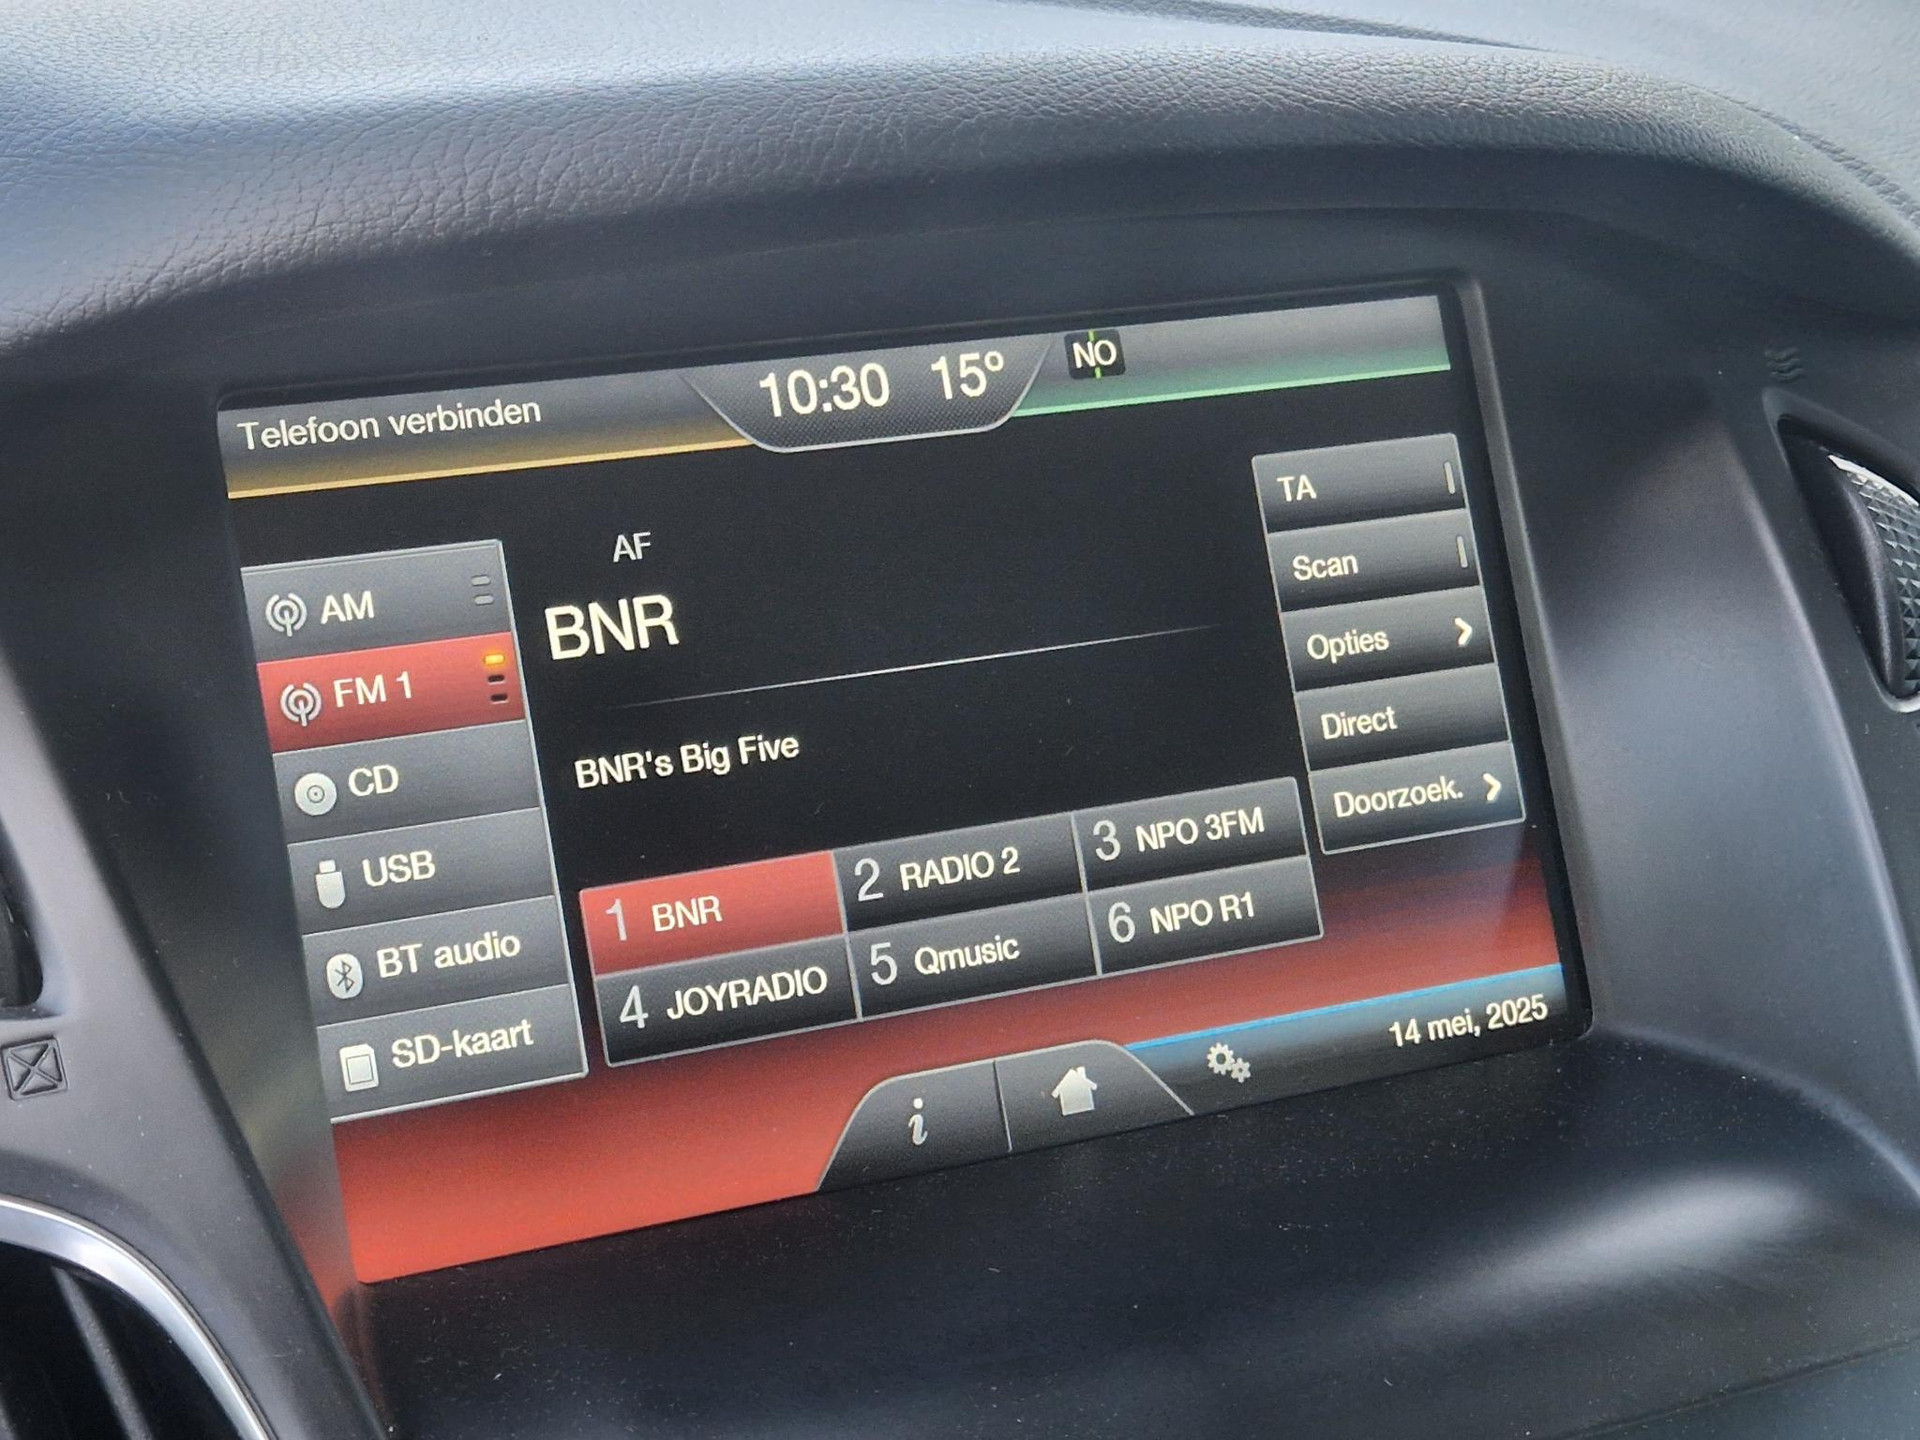 Telefoon verbinden
10:30 15º
NO
AM
FM 1
CD
USB
BT audio
SD-kaart
AF
BNR
BNR's Big Five
1 BNR
2 RADIO 2
3 NPO 3FM
4 JOYRADIO
5 Qmusic
6 NPO R1
TA
Scan
Opties
Direct
Doorzoek.
i
14 mei, 2025